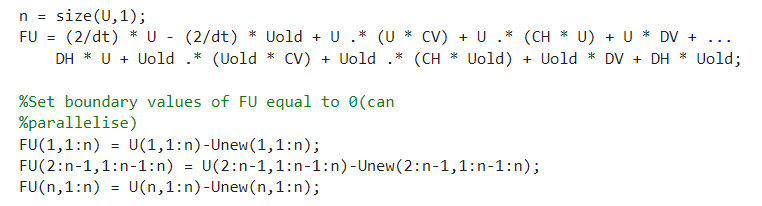 n = size(U,1);
FU = (2/dt) * U - (2/dt) * Uold + U .* (U * CV) + U .* (CH * U) + U * DV + ...
DH * U + Uold .* (Uold * CV) + Uold .* (CH * Uold) + Uold * DV + DH * Uold;
%Set boundary values of FU equal to 0(can
%parallelise)
FU(1,1:n) = U(1,1:n)-Unew(1,1:n);
FU(2:n-1,1:n-1:n) = U(2:n-1,1:n-1:n)-Unew(2:n-1,1:n-1:n);
FU(n,1:n) = U(n,1:n)-Unew(n,1:n);